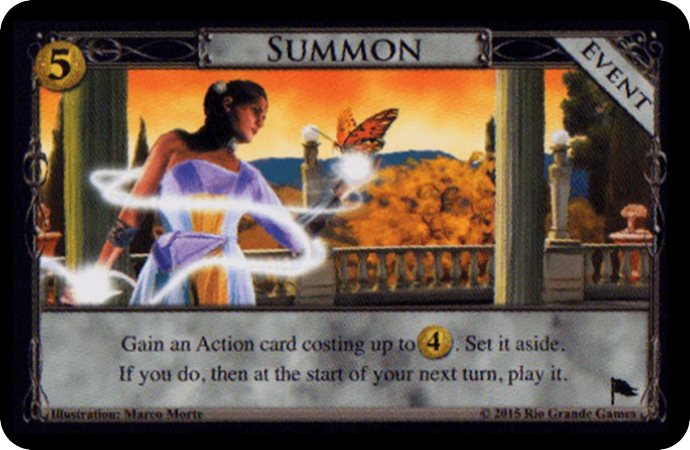 5
SUMMON
EVENT
Gain an Action card costing up to 4. Set it aside.
If you do, then at the start of your next turn, play it.
Illustration: Marco Morte
© 2015 Rio Grande Games